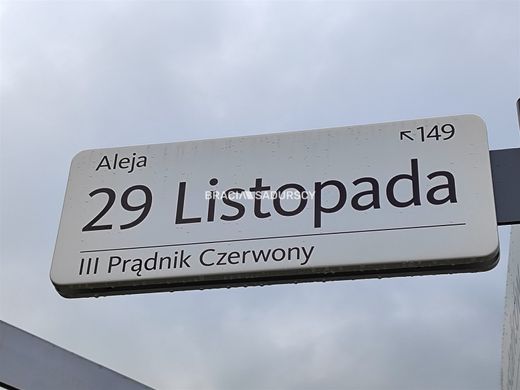 Aleja
↖149
29 Listopada
BRACIA SADURSCY
III Prądnik Czerwony